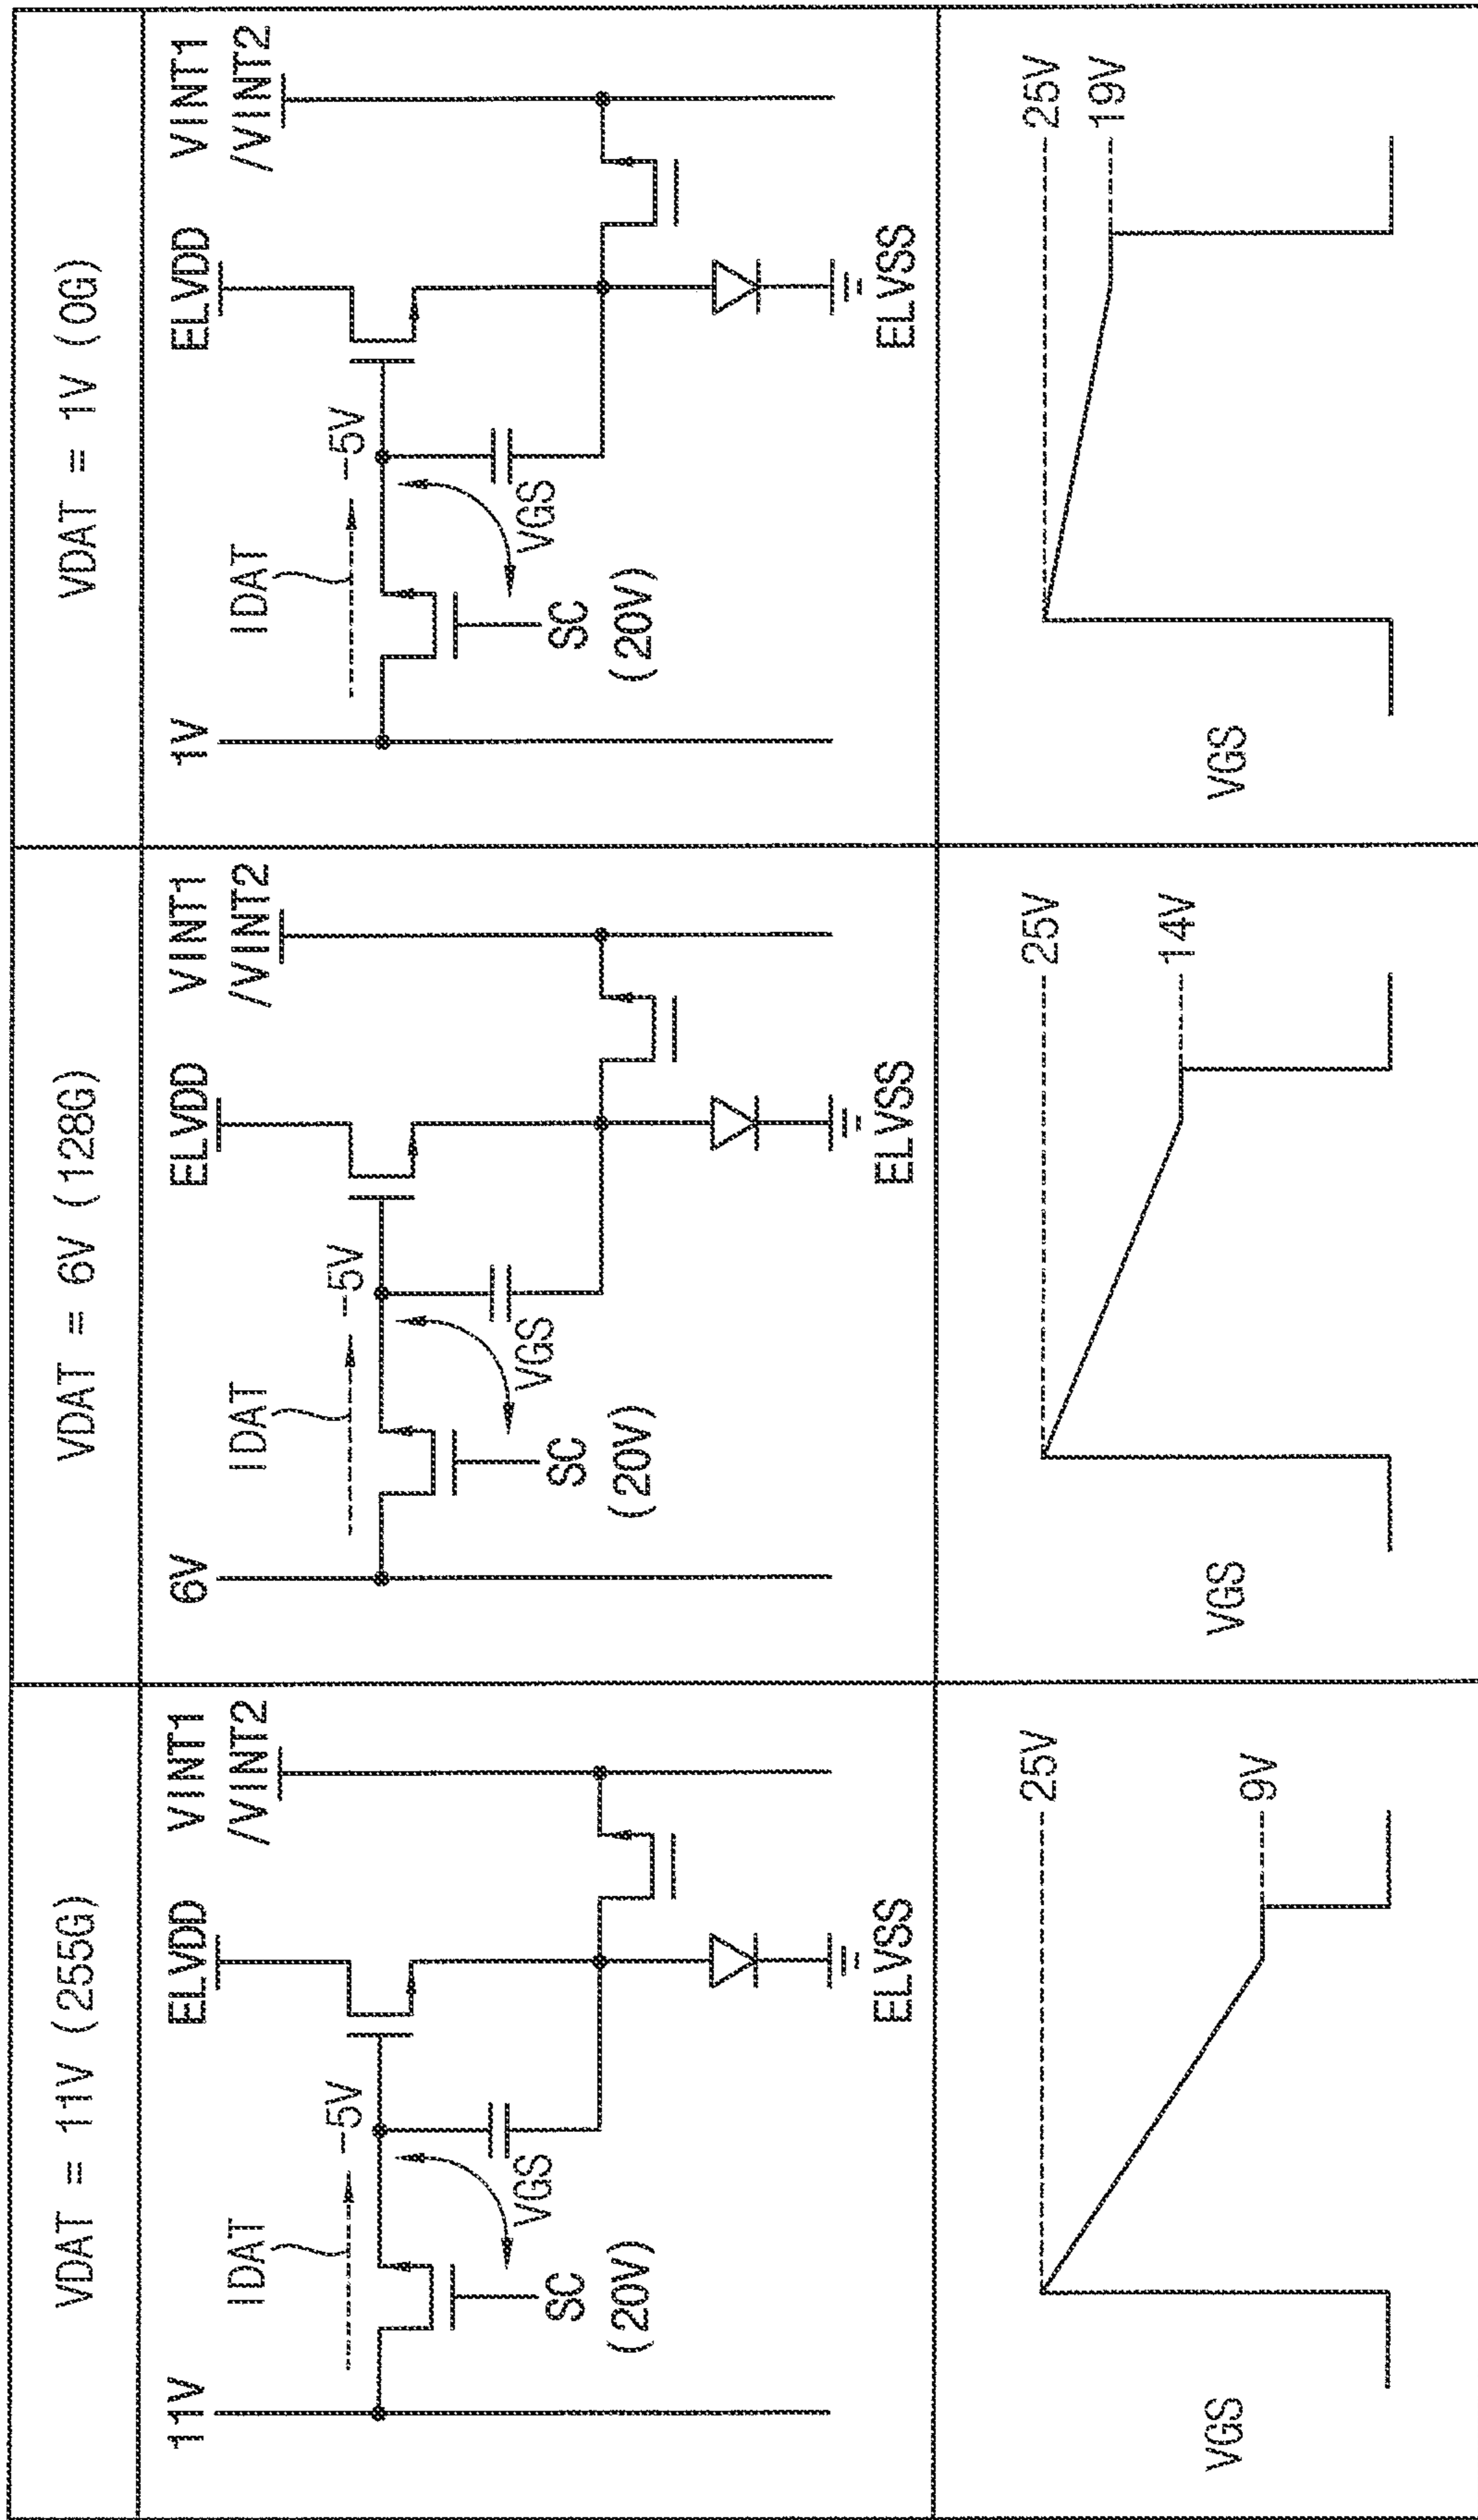 VDAT = 11V (255G)
VDAT = 6V (128G)
VDAT = 1V (0G)
11V
IDAT
-5V
ELVDD
VINT1
/VINT2
VGS
SC
(20V)
ELVSS
6V
IDAT
-5V
ELVDD
VINT1
/VINT2
VGS
SC
(20V)
ELVSS
1V
IDAT
-5V
ELVDD
VINT1
/VINT2
VGS
SC
(20V)
ELVSS
VGS
25V
9V
VGS
25V
14V
VGS
25V
19V